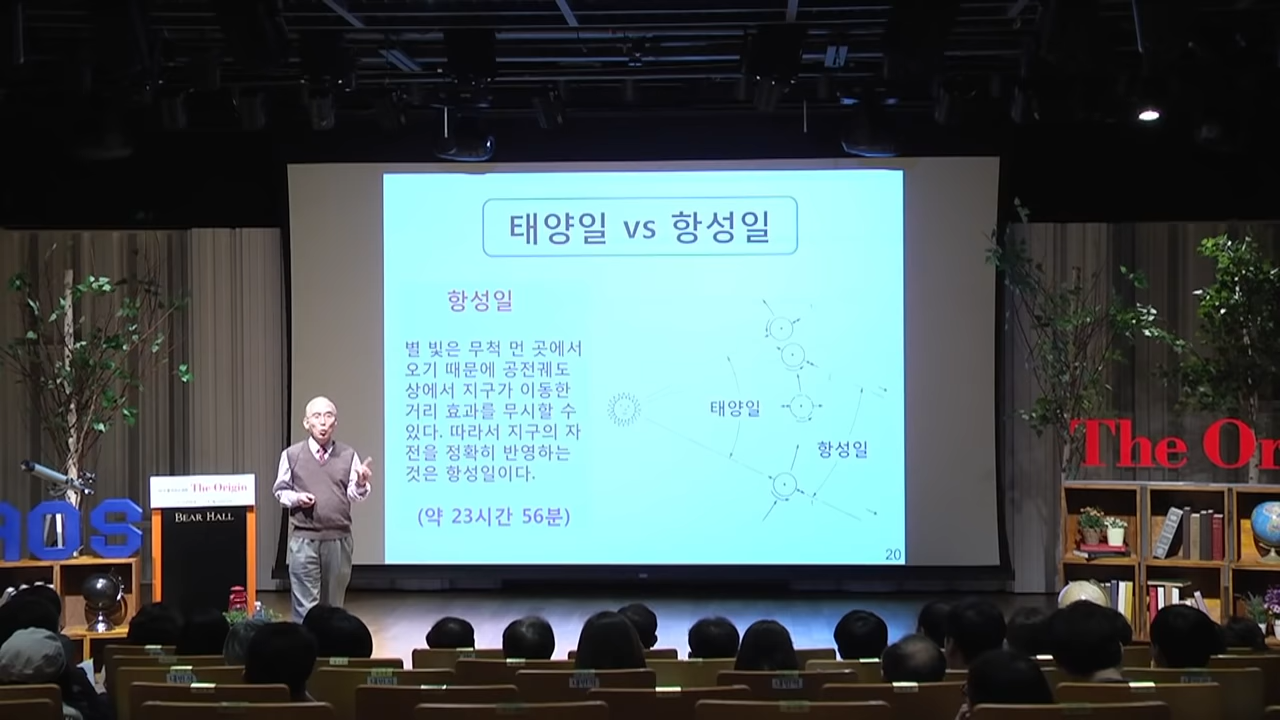 태양일 vs 항성일
항성일
별 빛은 무척 먼 곳에서
오기 때문에 공전궤도
상에서 지구가 이동한
거리 효과를 무시할 수
있다. 따라서 지구의 자
전을 정확히 반영하는
것은 항성일이다.
(약 23시간 56분)
태양일
항성일
20
The Origin
BEAR HALL
AOS
The Or